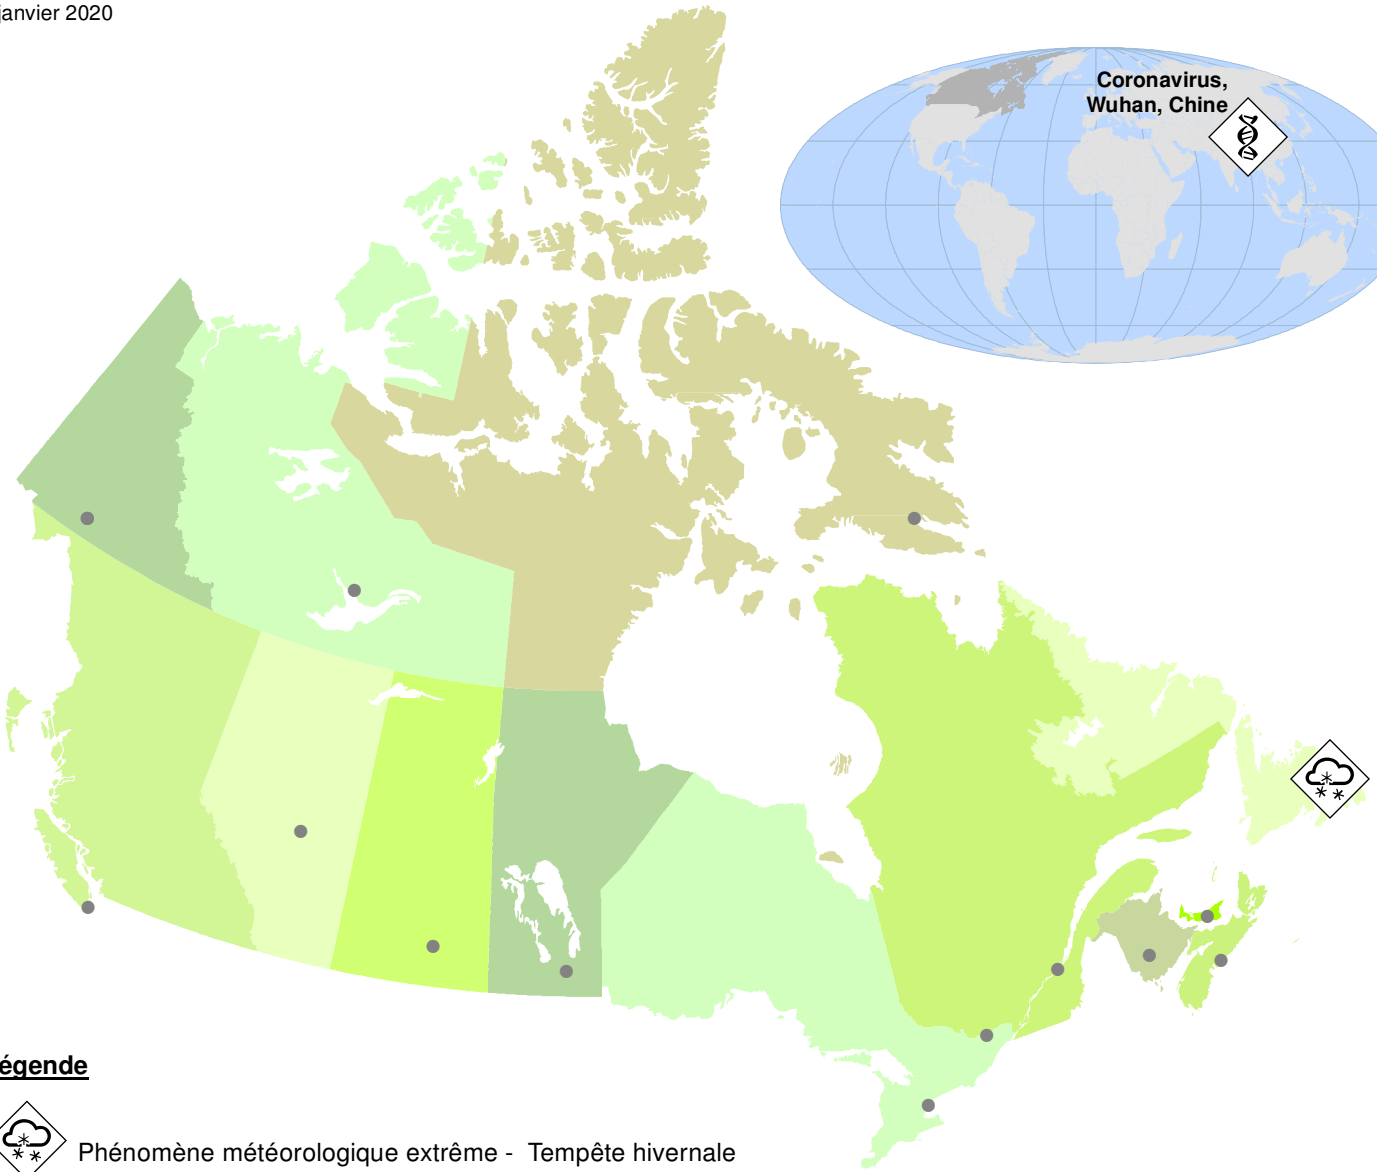 janvier 2020
Coronavirus,
Wuhan, Chine
égende
Phénomène météorologique extrême - Tempête hivernale